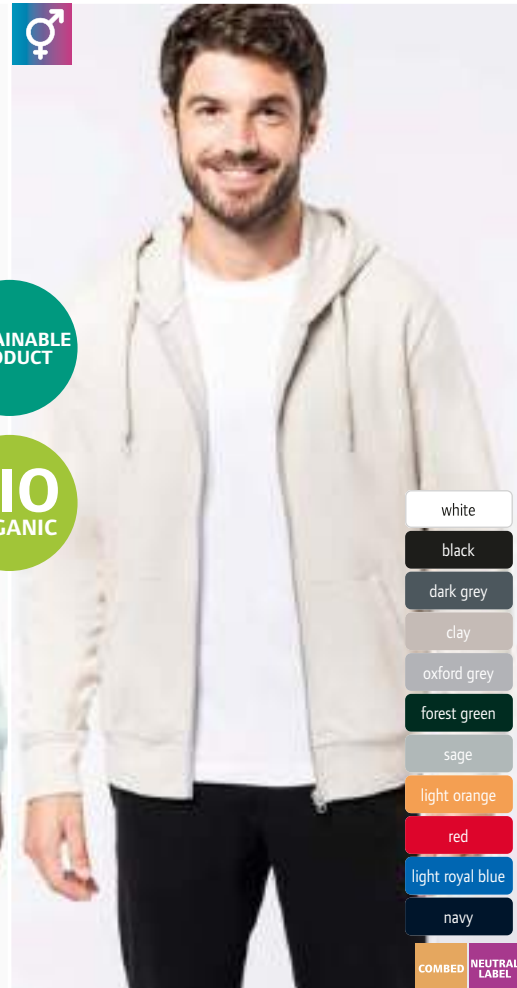 AINABLE
ODUCT
IO
GANIC
white
black
dark grey
clay
oxford grey
forest green
sage
light orange
red
light royal blue
navy
COMBED
NEUTRAL
LABEL